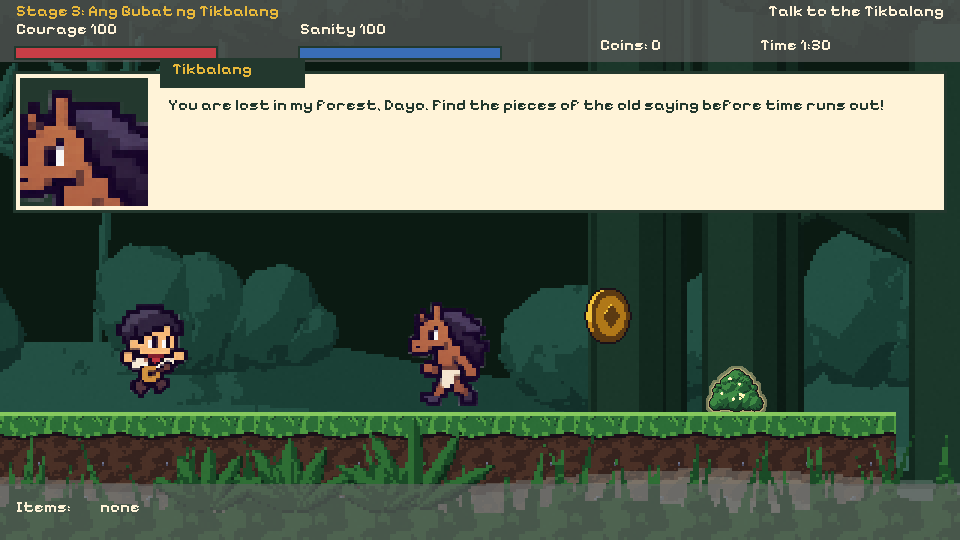 Stage 3: Ang Gubat ng Tikbalang
Talk to the Tikbalang
Courage 100
Sanity 100
Coins: 0
Time 1:30
Tikbalang
You are lost in my forest, Dayo. Find the pieces of the old saying before time runs out!
Items: none